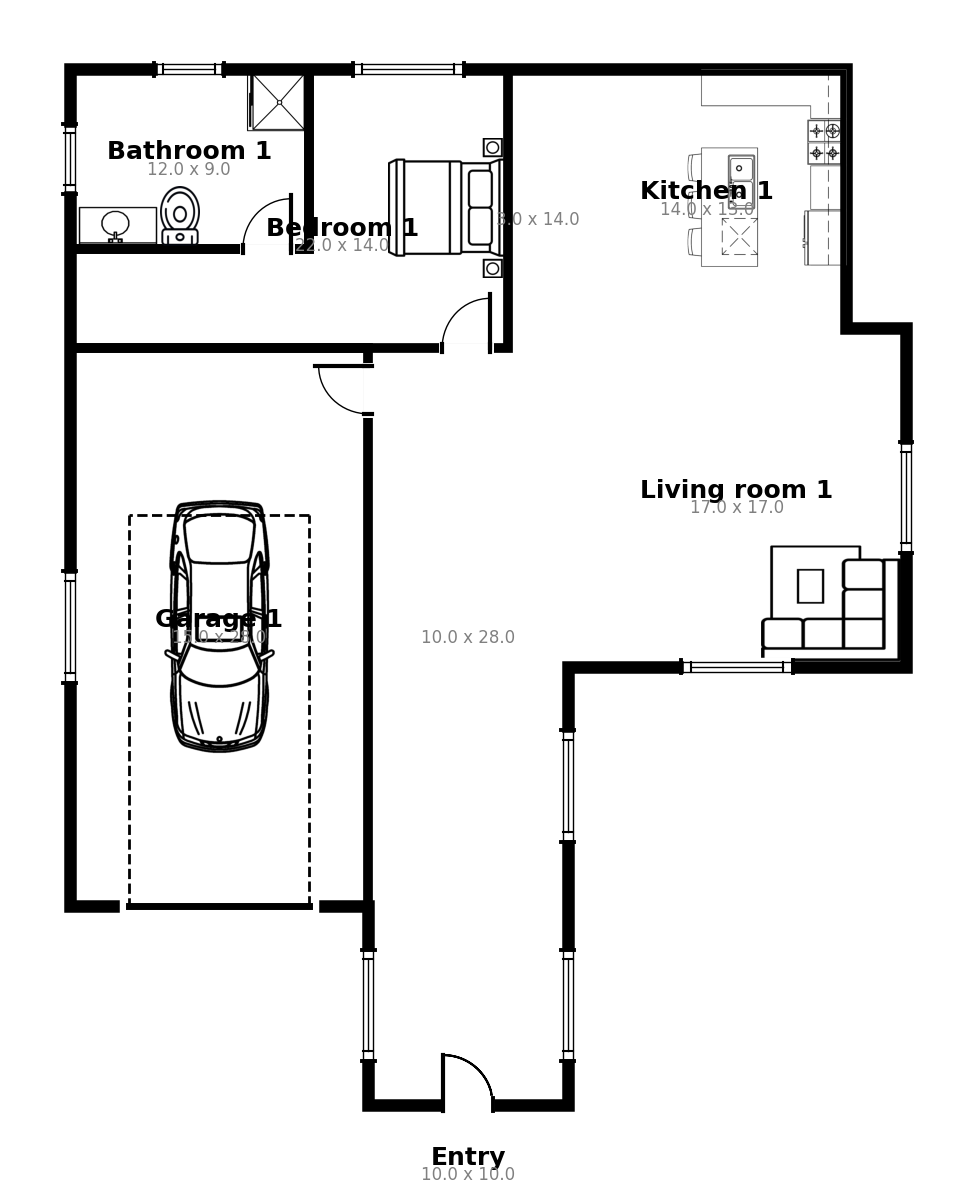 Bathroom 1
12.0 x 9.0
Bedroom 1
22.0 x 14.0
3.0 x 14.0
Kitchen 1
14.0 x 15.0
Living room 1
17.0 x 17.0
Garage 1
15.0 x 28.0
10.0 x 28.0
Entry
10.0 x 10.0